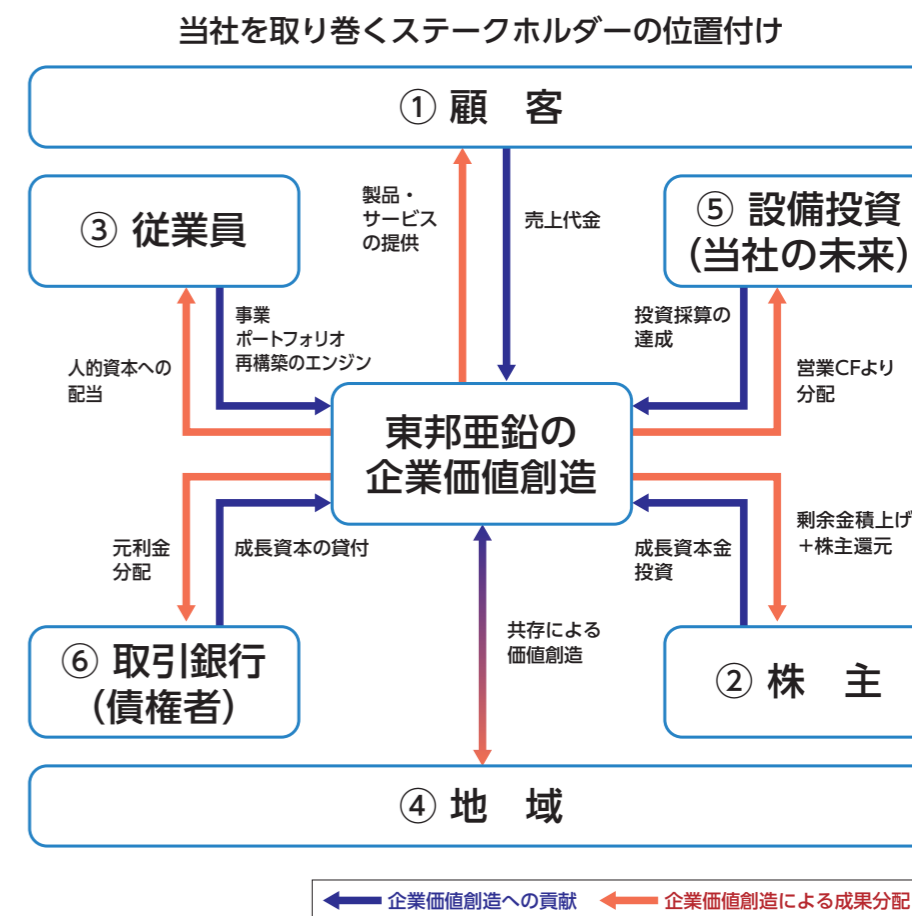 当社を取り巻くステークホルダーの位置付け
① 顧　客
③ 従業員
製品・
サービス
の提供
売上代金
⑤ 設備投資
(当社の未来)
事業
ポートフォリオ
再構築のエンジン
人的資本への
配当
投資採算の
達成
営業CFより
分配
東邦亜鉛の
企業価値創造
元利金
分配
成長資本の貸付
成長資本金
投資
剰余金積上げ
＋株主還元
共存による
価値創造
⑥ 取引銀行
(債権者)
② 株　主
④ 地　域
企業価値創造への貢献
企業価値創造による成果分配